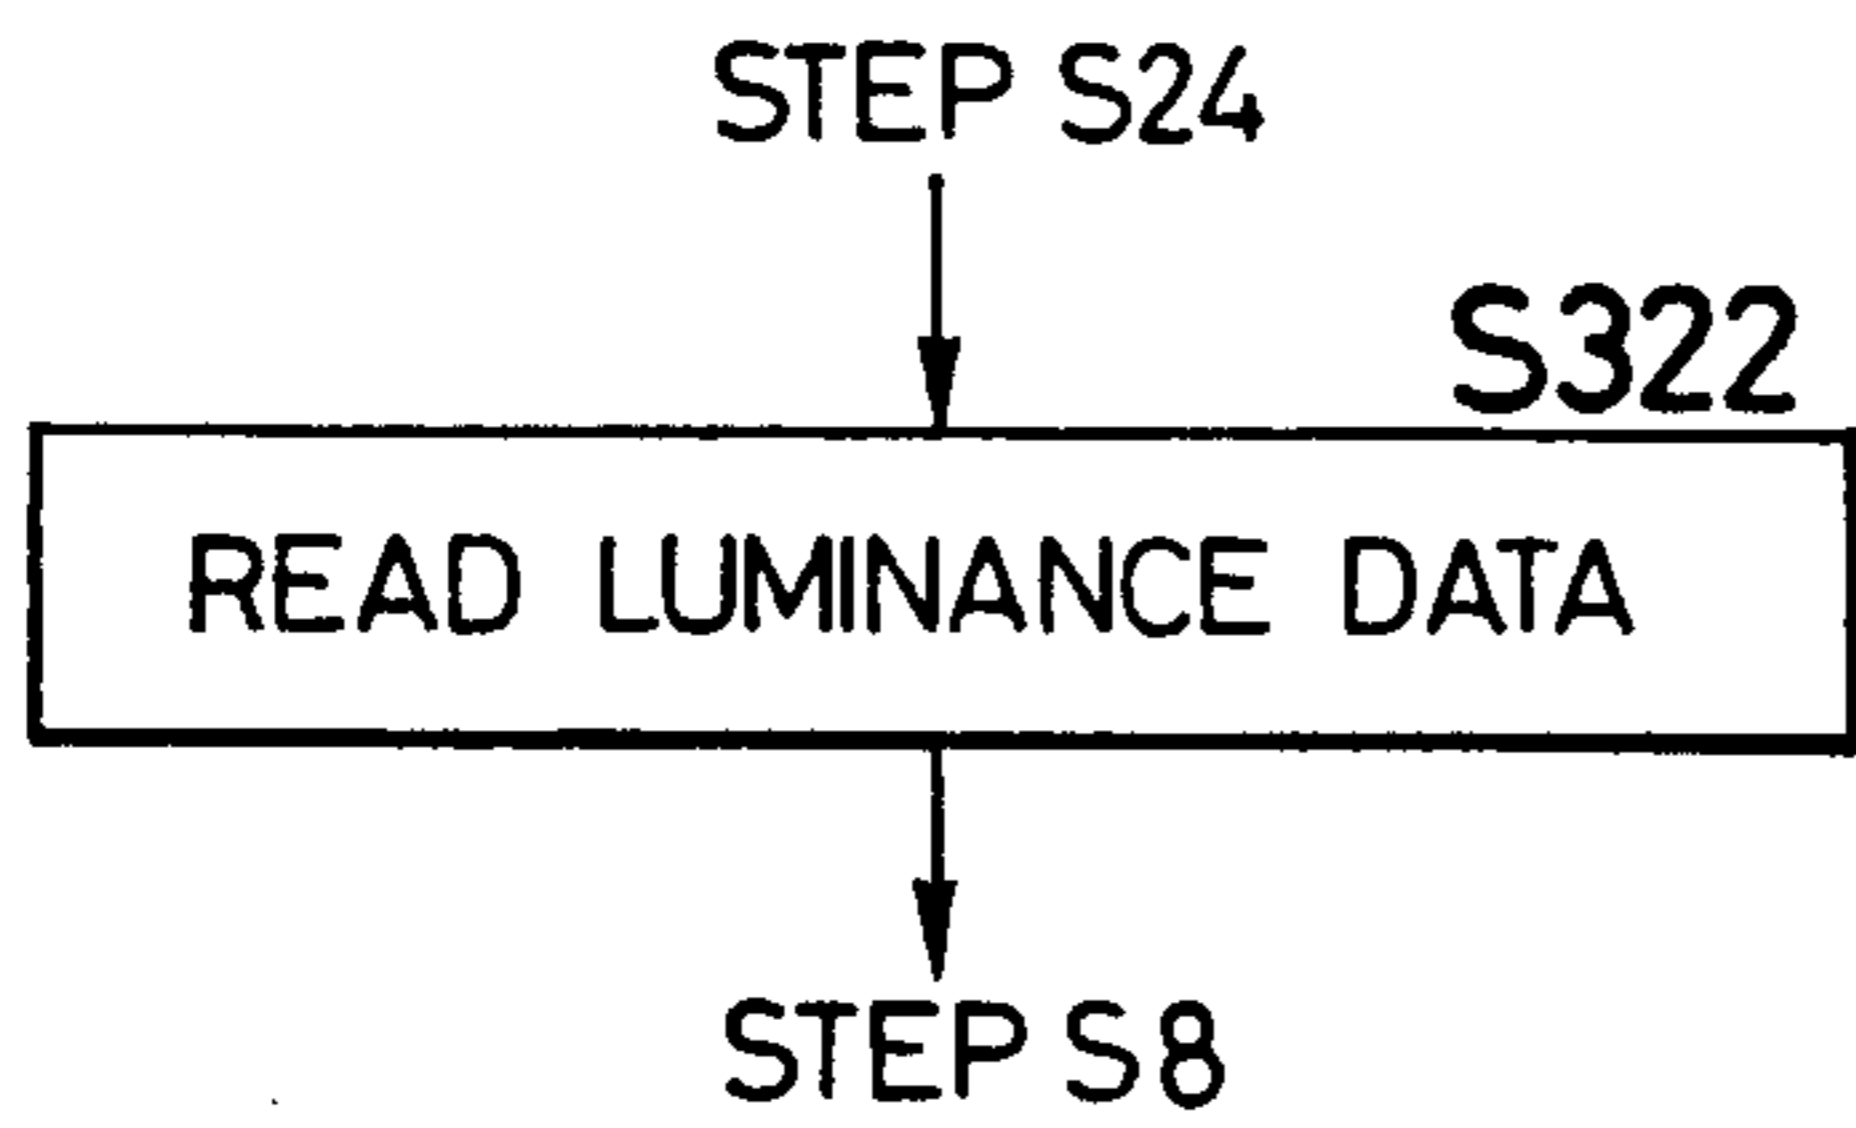 STEP S24
S322
READ LUMINANCE DATA
STEP S8